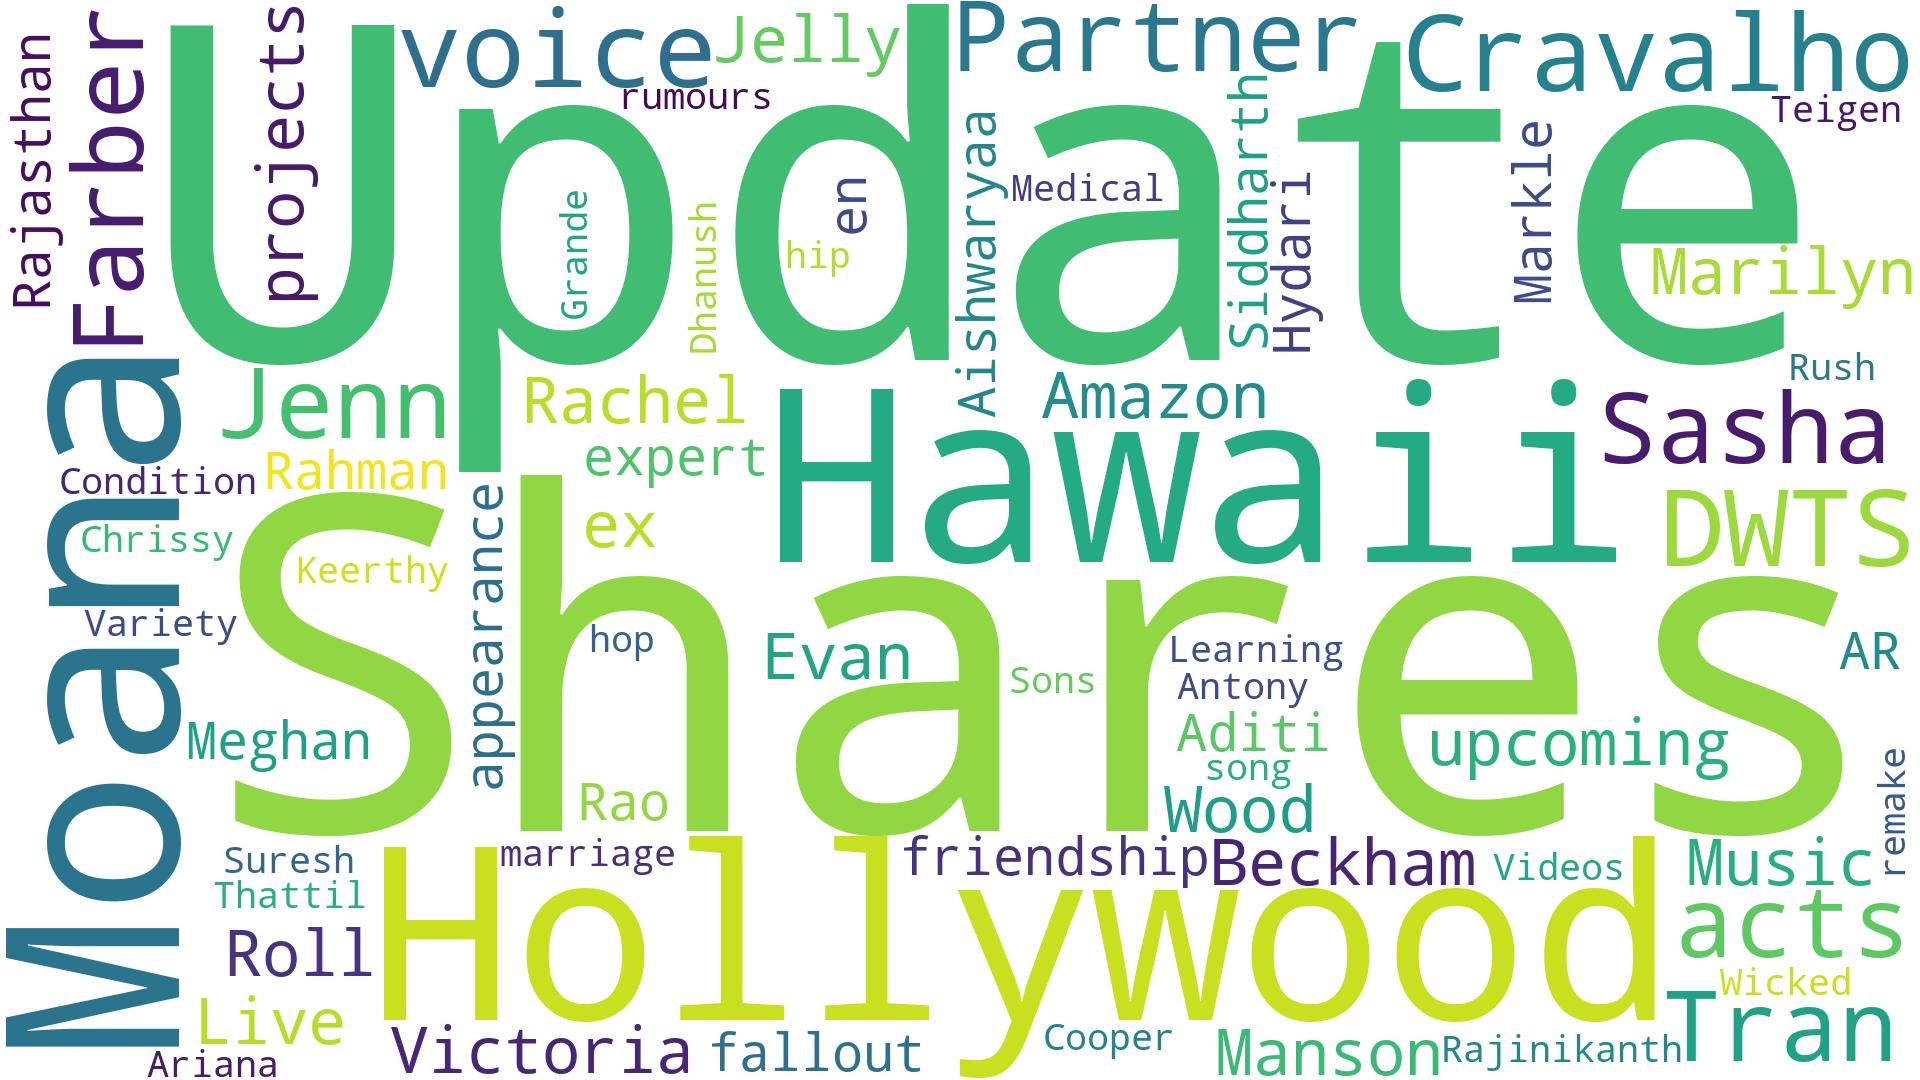 Update
Shares
Hawaii
Hollywood
Moana
Rajasthan
Farber
projects
voice
Jelly
rumours
Partner
Cravalho
Teigen
Grande
Dhanush
hip
en
Aishwaryaa
Medical
Siddharth
Hydari
Markle
Marilyn
Rush
Jenn
Rachel
Amazon
Sasha
expert
Condition
Rahman
ex
DWTS
Chrissy
Keerthy
appearance
Variety
hop
Evan
Sons
Learning
Antony
AR
Meghan
Aditi
song
upcoming
Rao
Wood
remake
Suresh
marriage
friendship
Beckham
Videos
Music
Thattil
acts
Roll
Wicked
Live
Tran
Ariana
Victoria
fallout
Cooper
Manson
Rajinikanth